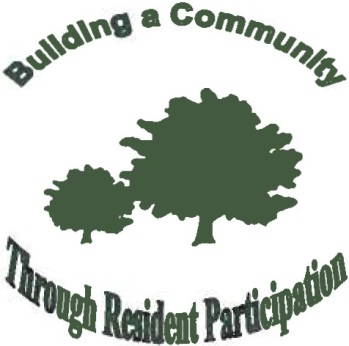 Building a Community
Through Resident Participation